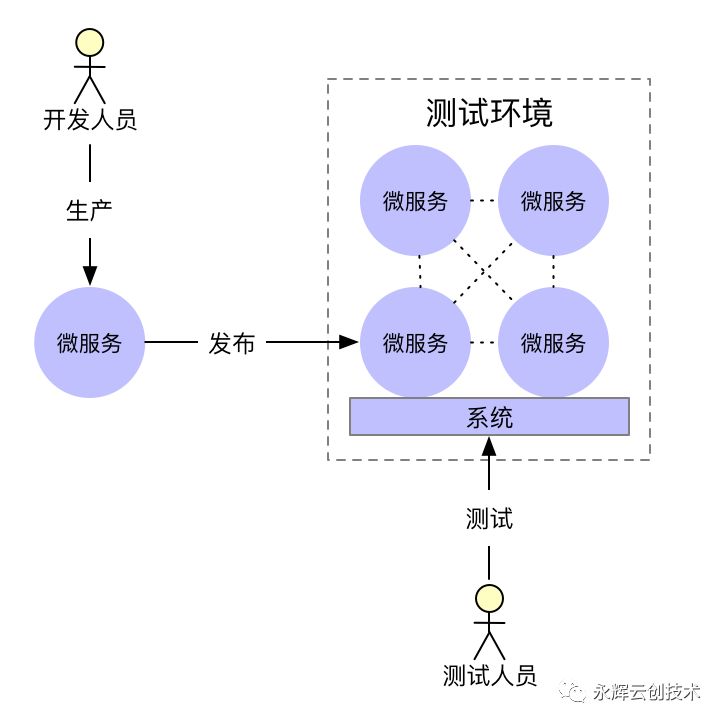 开发人员
测试环境
生产
微服务
微服务
微服务
发布
微服务
微服务
系统
测试
测试人员
永辉云创技术